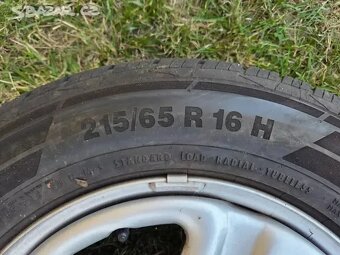 SBAZAR.CZ
215/65 R 16 H
STANDARD LOAD RADIAL TUBELESS